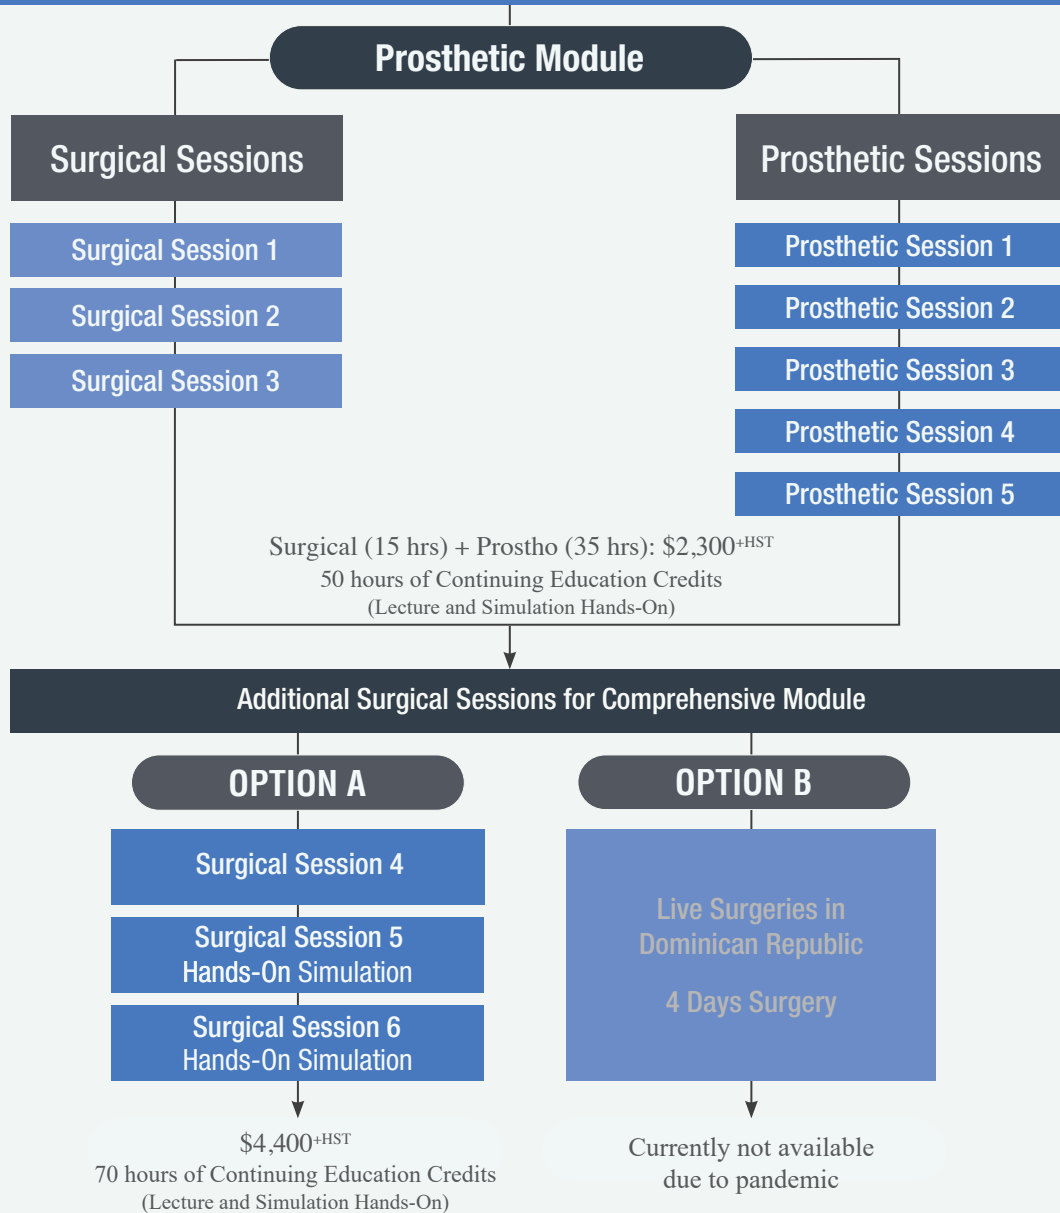 Prosthetic Module
Surgical Sessions
Surgical Session 1
Surgical Session 2
Surgical Session 3
Prosthetic Sessions
Prosthetic Session 1
Prosthetic Session 2
Prosthetic Session 3
Prosthetic Session 4
Prosthetic Session 5
Surgical (15 hrs) + Prostho (35 hrs): $2,300+HST
50 hours of Continuing Education Credits
(Lecture and Simulation Hands-On)
Additional Surgical Sessions for Comprehensive Module
OPTION A
Surgical Session 4
Surgical Session 5
Hands-On Simulation
Surgical Session 6
Hands-On Simulation
$4,400+HST
70 hours of Continuing Education Credits
(Lecture and Simulation Hands-On)
OPTION B
Live Surgeries in
Dominican Republic
4 Days Surgery
Currently not available
due to pandemic